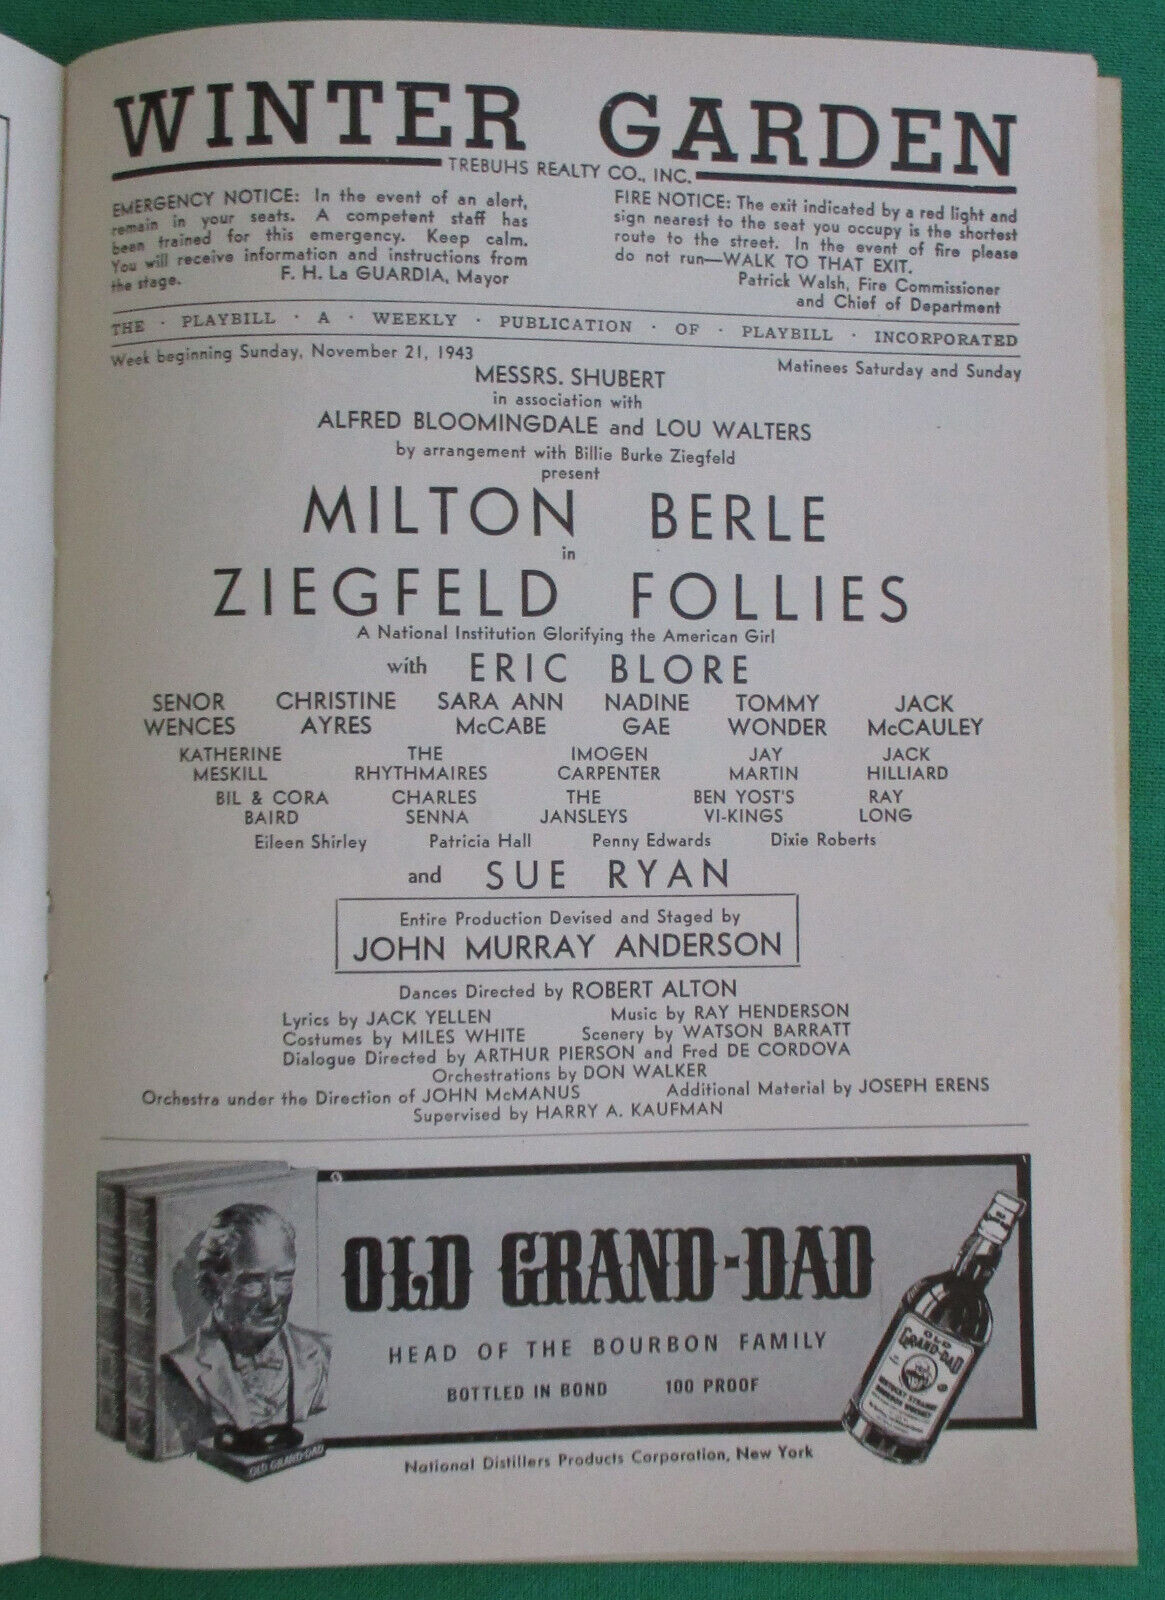 WINTER GARDEN
TREBUHS REALTY CO., INC.
EMERGENCY NOTICE: In the event of an alert,
remain in your seats. A competent staff has
been trained for this emergency. Keep calm.
You will receive information and instructions from
the stage. F. H. La GUARDIA, Mayor
FIRE NOTICE: The exit indicated by a red light and
sign nearest to the seat you occupy is the shortest
route to the street. In the event of fire please
do not run—WALK TO THAT EXIT.
Patrick Walsh, Fire Commissioner
and Chief of Department
THE · PLAYBILL · A · WEEKLY · PUBLICATION · OF · PLAYBILL · INCORPORATED
Week beginning Sunday, November 21, 1943 Matinees Saturday and Sunday
MESSRS. SHUBERT
in association with
ALFRED BLOOMINGDALE and LOU WALTERS
by arrangement with Billie Burke Ziegfeld
present
MILTON BERLE
in
ZIEGFELD FOLLIES
A National Institution Glorifying the American Girl
with ERIC BLORE
SENOR CHRISTINE SARA ANN NADINE TOMMY JACK
WENCES AYRES McCABE GAE WONDER McCAULEY
KATHERINE THE IMOGEN JAY JACK
MESKILL RHYTHMAIRES CARPENTER MARTIN HILLIARD
BIL & CORA CHARLES THE BEN YOST'S RAY
BAIRD SENNA JANSLEYS VI-KINGS LONG
Eileen Shirley Patricia Hall Penny Edwards Dixie Roberts
and SUE RYAN
Entire Production Devised and Staged by
JOHN MURRAY ANDERSON
Dances Directed by ROBERT ALTON
Lyrics by JACK YELLEN Music by RAY HENDERSON
Costumes by MILES WHITE Scenery by WATSON BARRATT
Dialogue Directed by ARTHUR PIERSON and Fred DE CORDOVA
Orchestrations by DON WALKER
Orchestra under the Direction of JOHN McMANUS Additional Material by JOSEPH ERENS
Supervised by HARRY A. KAUFMAN
OLD GRAND-DAD
HEAD OF THE BOURBON FAMILY
BOTTLED IN BOND 100 PROOF
OLD GRAND-DAD
OLD
GRAND-DAD
KENTUCKY STRAIGHT
BOURBON WHISKEY
National Distillers Products Corporation, New York